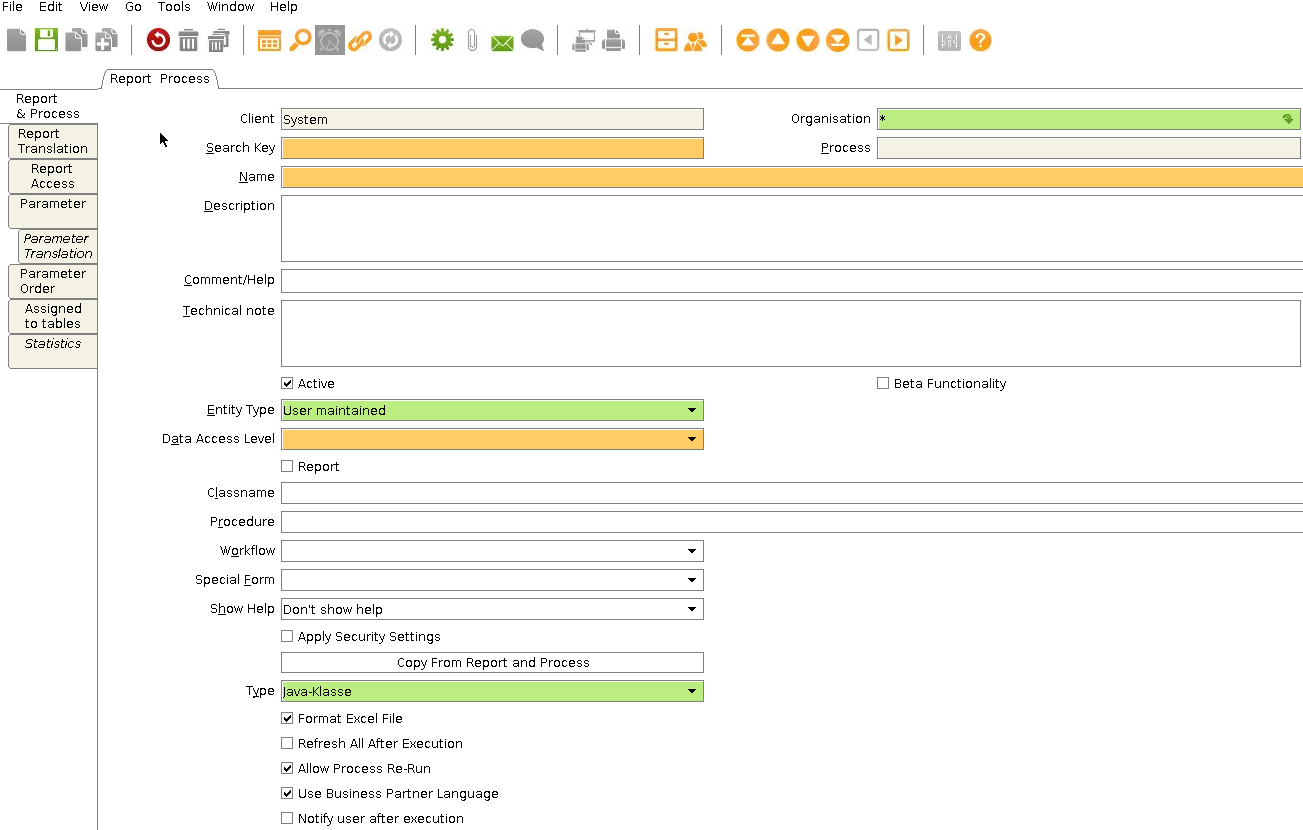 File Edit View Go Tools Window Help
Report Process
Report
& Process
Report
Translation
Report
Access
Parameter
Parameter
Translation
Parameter
Order
Assigned
to tables
Statistics
Client System Organisation *
Search Key Process
Name
Description
Comment/Help
Technical note
Active Beta Functionality
Entity Type User maintained
Data Access Level
Report
Classname
Procedure
Workflow
Special Form
Show Help Don't show help
Apply Security Settings
Copy From Report and Process
Type Java-Klasse
Format Excel File
Refresh All After Execution
Allow Process Re-Run
Use Business Partner Language
Notify user after execution